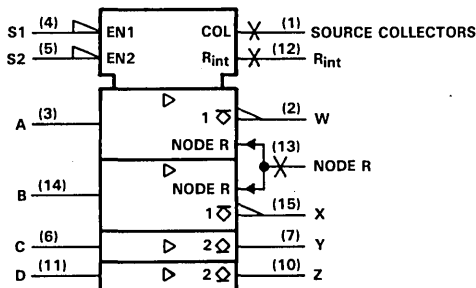 S1 (4) EN1 COL (1) SOURCE COLLECTORS
S2 (5) EN2 Rint (12) Rint
A (3) 1 (2) W
NODE R (13) NODE R
B (14) NODE R
1 (15) X
C (6) 2 (7) Y
D (11) 2 (10) Z